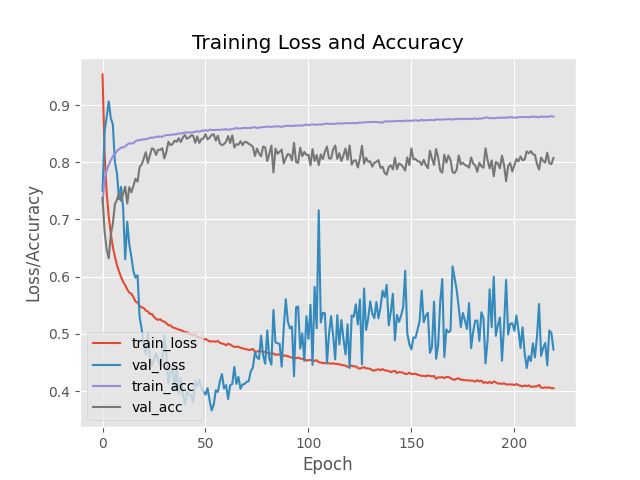 Training Loss and Accuracy
Loss/Accuracy
0.9
0.8
0.7
0.6
0.5
0.4
train_loss
val_loss
train_acc
val_acc
0
50
100
150
200
Epoch